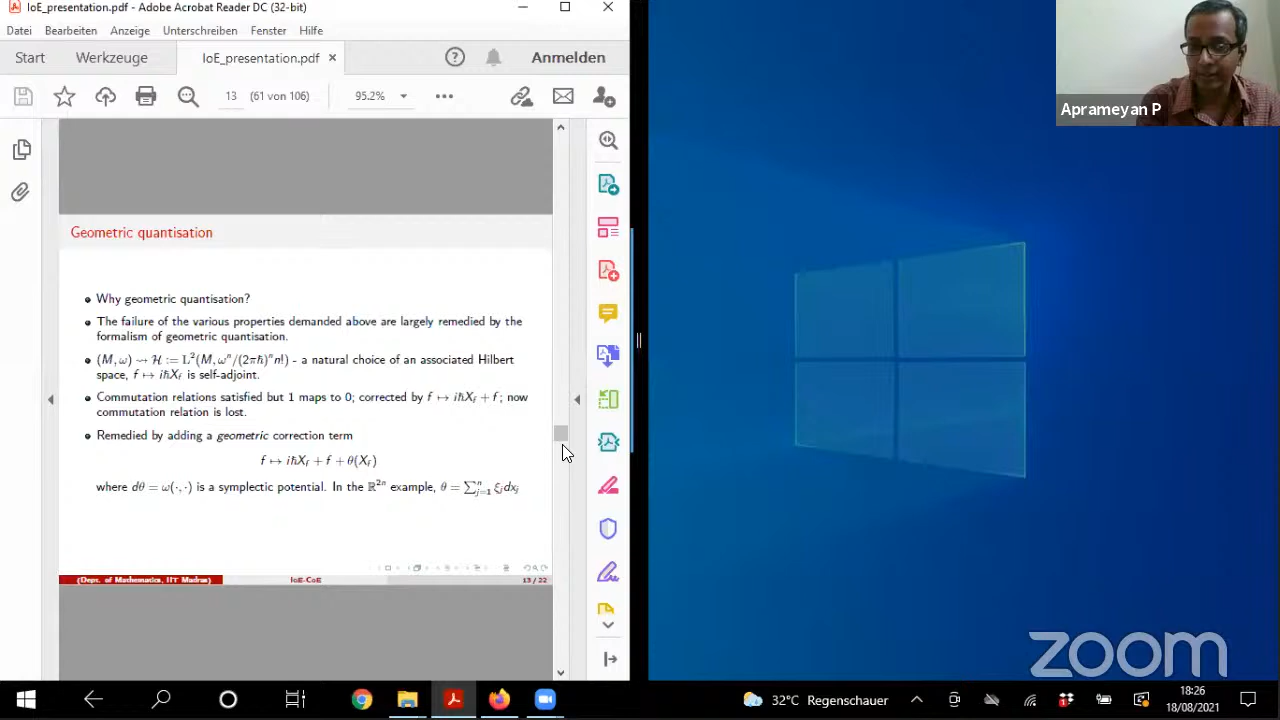 IoE_presentation.pdf - Adobe Acrobat Reader DC (32-bit)
Datei Bearbeiten Anzeige Unterschreiben Fenster Hilfe
Start Werkzeuge IoE_presentation.pdf × Anmelden
13 (61 von 106) 95.2%
Geometric quantisation
Why geometric quantisation?
The failure of the various properties demanded above are largely remedied by the
formalism of geometric quantisation.
(M, ω) ⇝ ℋ := L²(M, ωⁿ/(2πℏ)ⁿn!) - a natural choice of an associated Hilbert
space, f ↦ iℏX_f is self-adjoint.
Commutation relations satisfied but 1 maps to 0; corrected by f ↦ iℏX_f + f; now
commutation relation is lost.
Remedied by adding a geometric correction term
f ↦ iℏX_f + f + θ(X_f)
where dθ = ω(·, ·) is a symplectic potential. In the ℝ²ⁿ example, θ = ∑ⁿⱼ₌₁ ξⱼdxⱼ
(Dept. of Mathematics, IIT Madras) IoE-CoE 13 / 22
Aprameyan P
zoom
32°C Regenschauer
18:26
18/08/2021